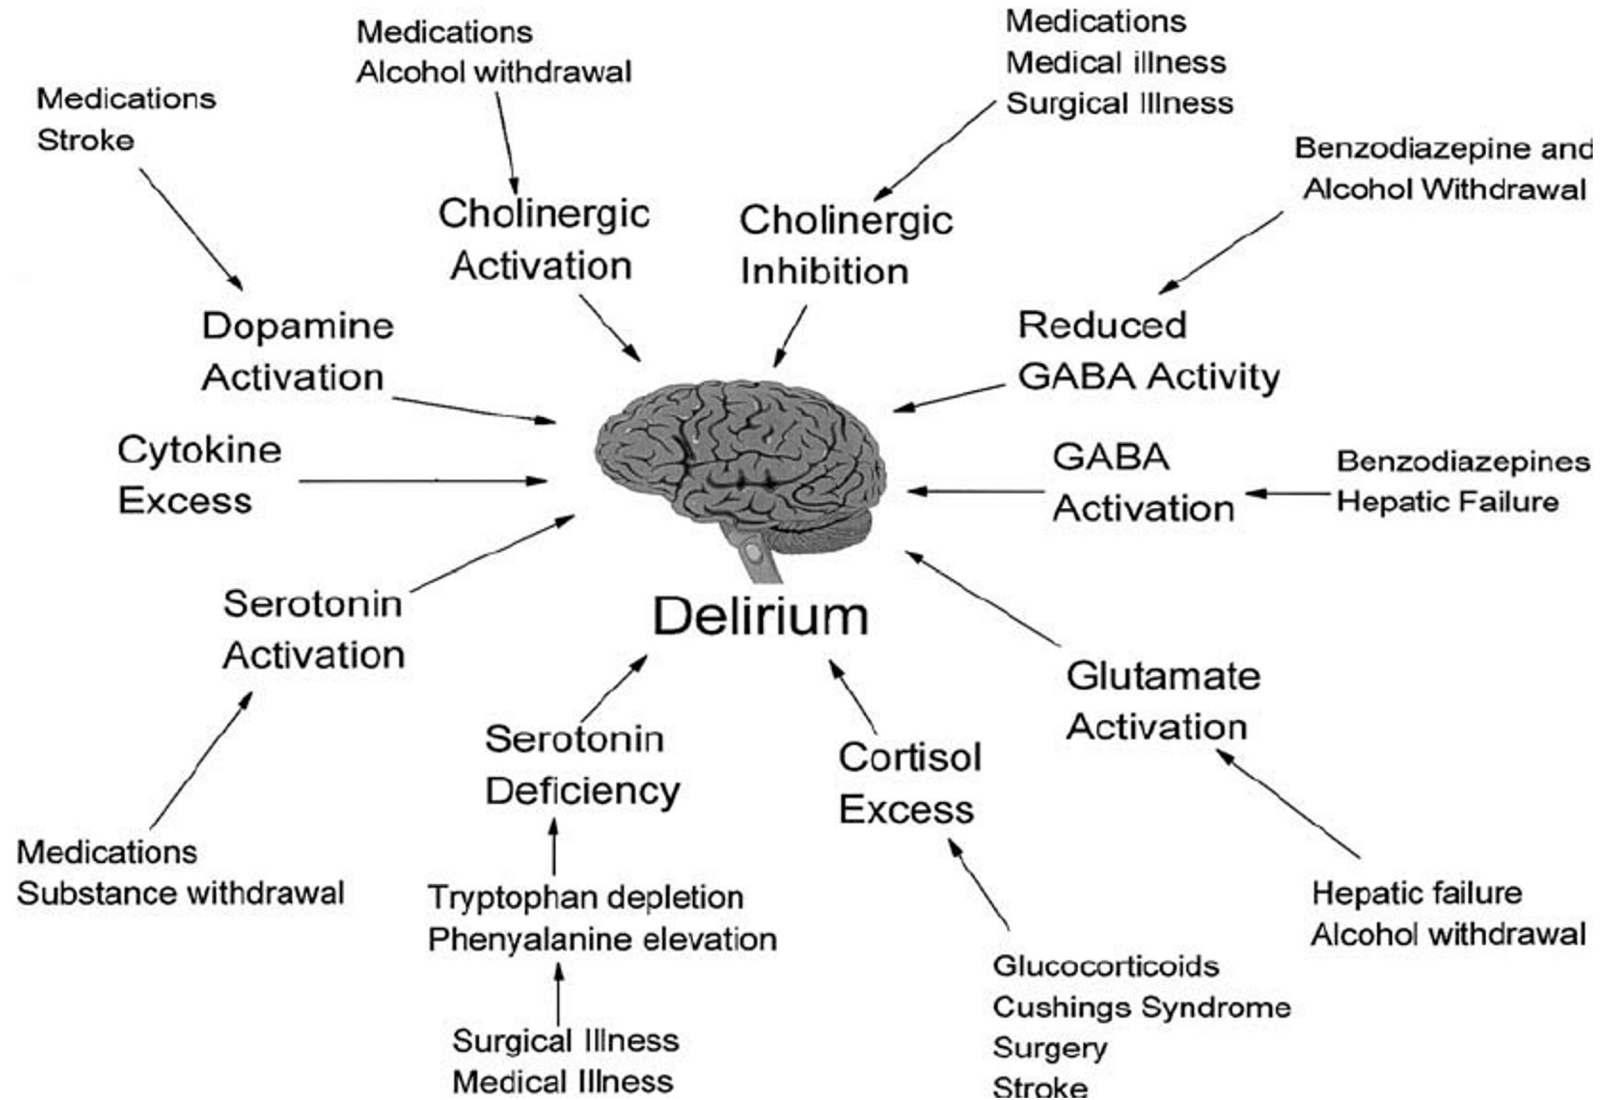 Medications
Alcohol withdrawal
Medications
Medical illness
Surgical Illness
Medications
Stroke
Benzodiazepine and
Alcohol Withdrawal
Cholinergic
Activation
Cholinergic
Inhibition
Dopamine
Activation
Reduced
GABA Activity
Cytokine
Excess
GABA
Activation
Benzodiazepines
Hepatic Failure
Serotonin
Activation
Delirium
Glutamate
Activation
Serotonin
Deficiency
Cortisol
Excess
Medications
Substance withdrawal
Tryptophan depletion
Phenyalanine elevation
Hepatic failure
Alcohol withdrawal
Surgical Illness
Medical Illness
Glucocorticoids
Cushings Syndrome
Surgery
Stroke